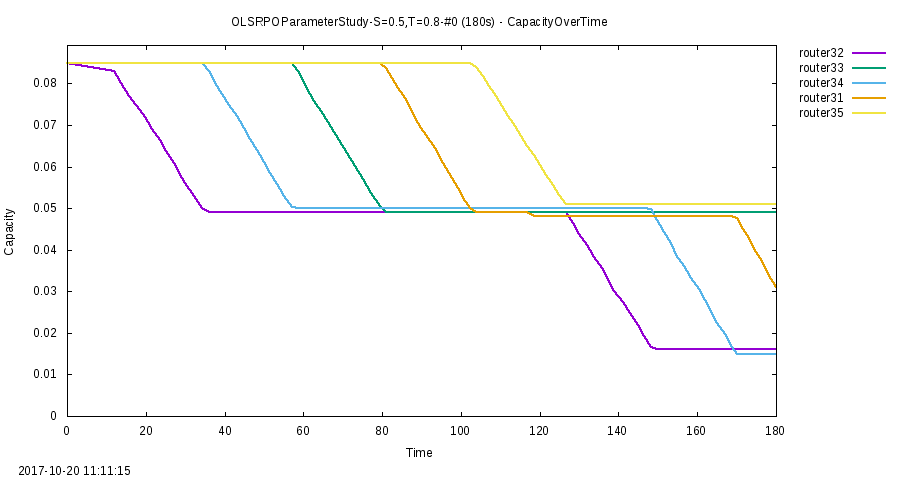 OLSRPOParameterStudy-S=0.5,T=0.8-#0 (180s) - CapacityOverTime
router32
router33
router34
router31
router35
Capacity
0.08
0.07
0.06
0.05
0.04
0.03
0.02
0.01
0
0 20 40 60 80 100 120 140 160 180
Time
2017-10-20 11:11:15